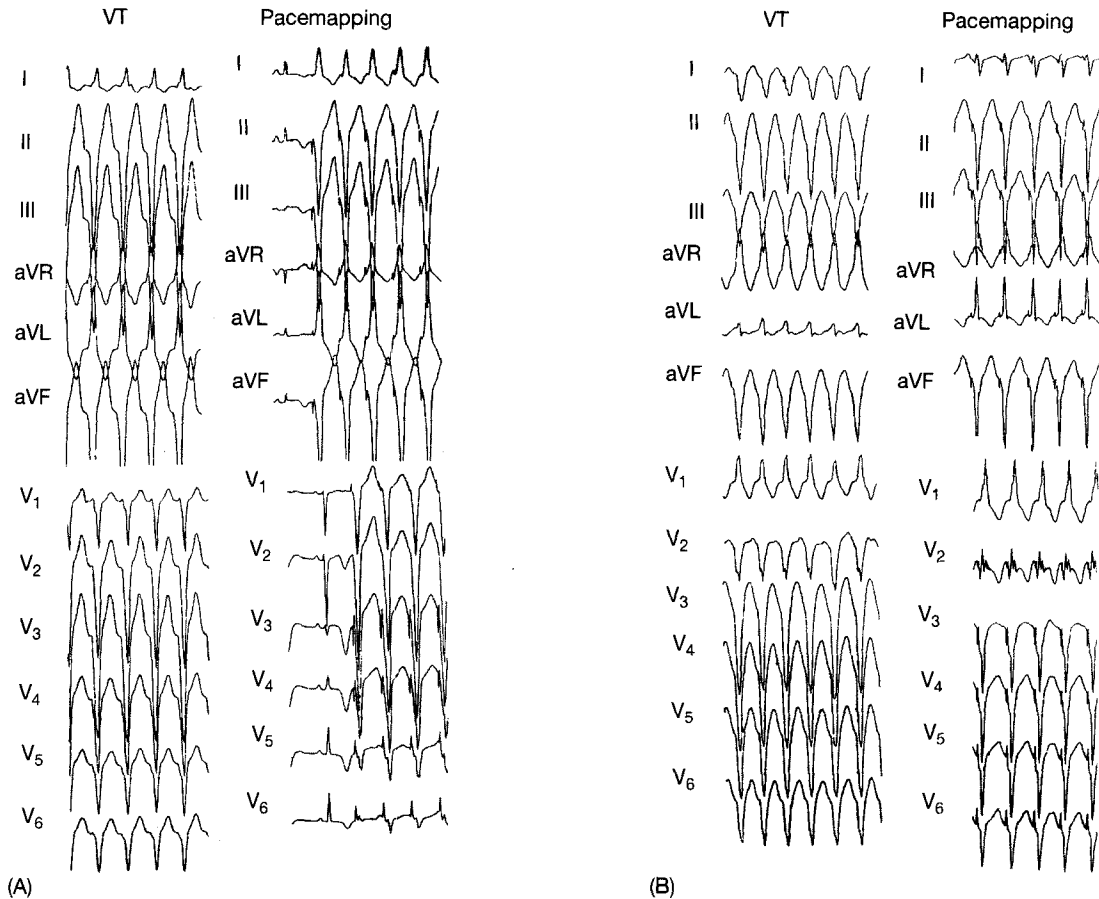 VT
Pacemapping
I
II
III
aVR
aVL
aVF
V1
V2
V3
V4
V5
V6
I
II
III
aVR
aVL
aVF
V1
V2
V3
V4
V5
V6
(A)
VT
Pacemapping
I
II
III
aVR
aVL
aVF
V1
V2
V3
V4
V5
V6
I
II
III
aVR
aVL
aVF
V1
V2
V3
V4
V5
V6
(B)